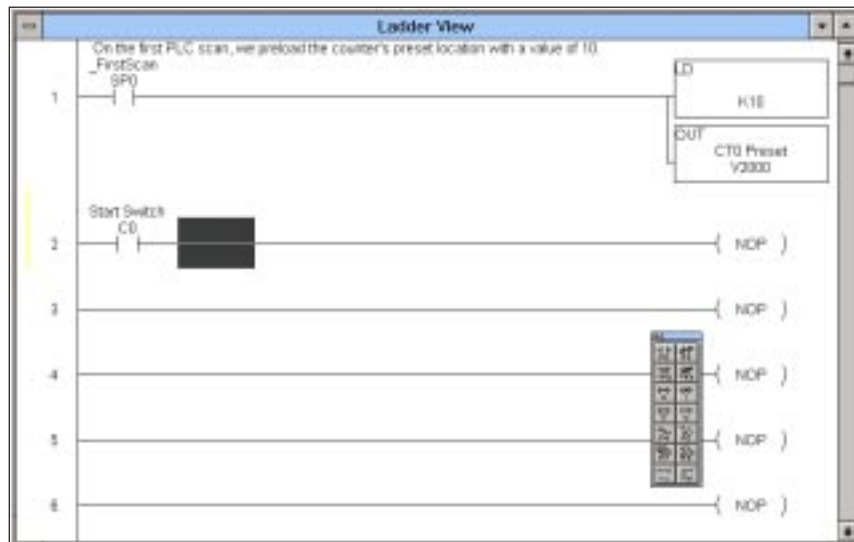 Ladder View
On the first PLC scan, we preload the counter's preset location with a value of 10.
_FirstScan
SP0
1
LD
K10
OUT
CT0 Preset
V2000
Start Switch
C0
2
NOP
3
NOP
4
NOP
5
NOP
6
NOP